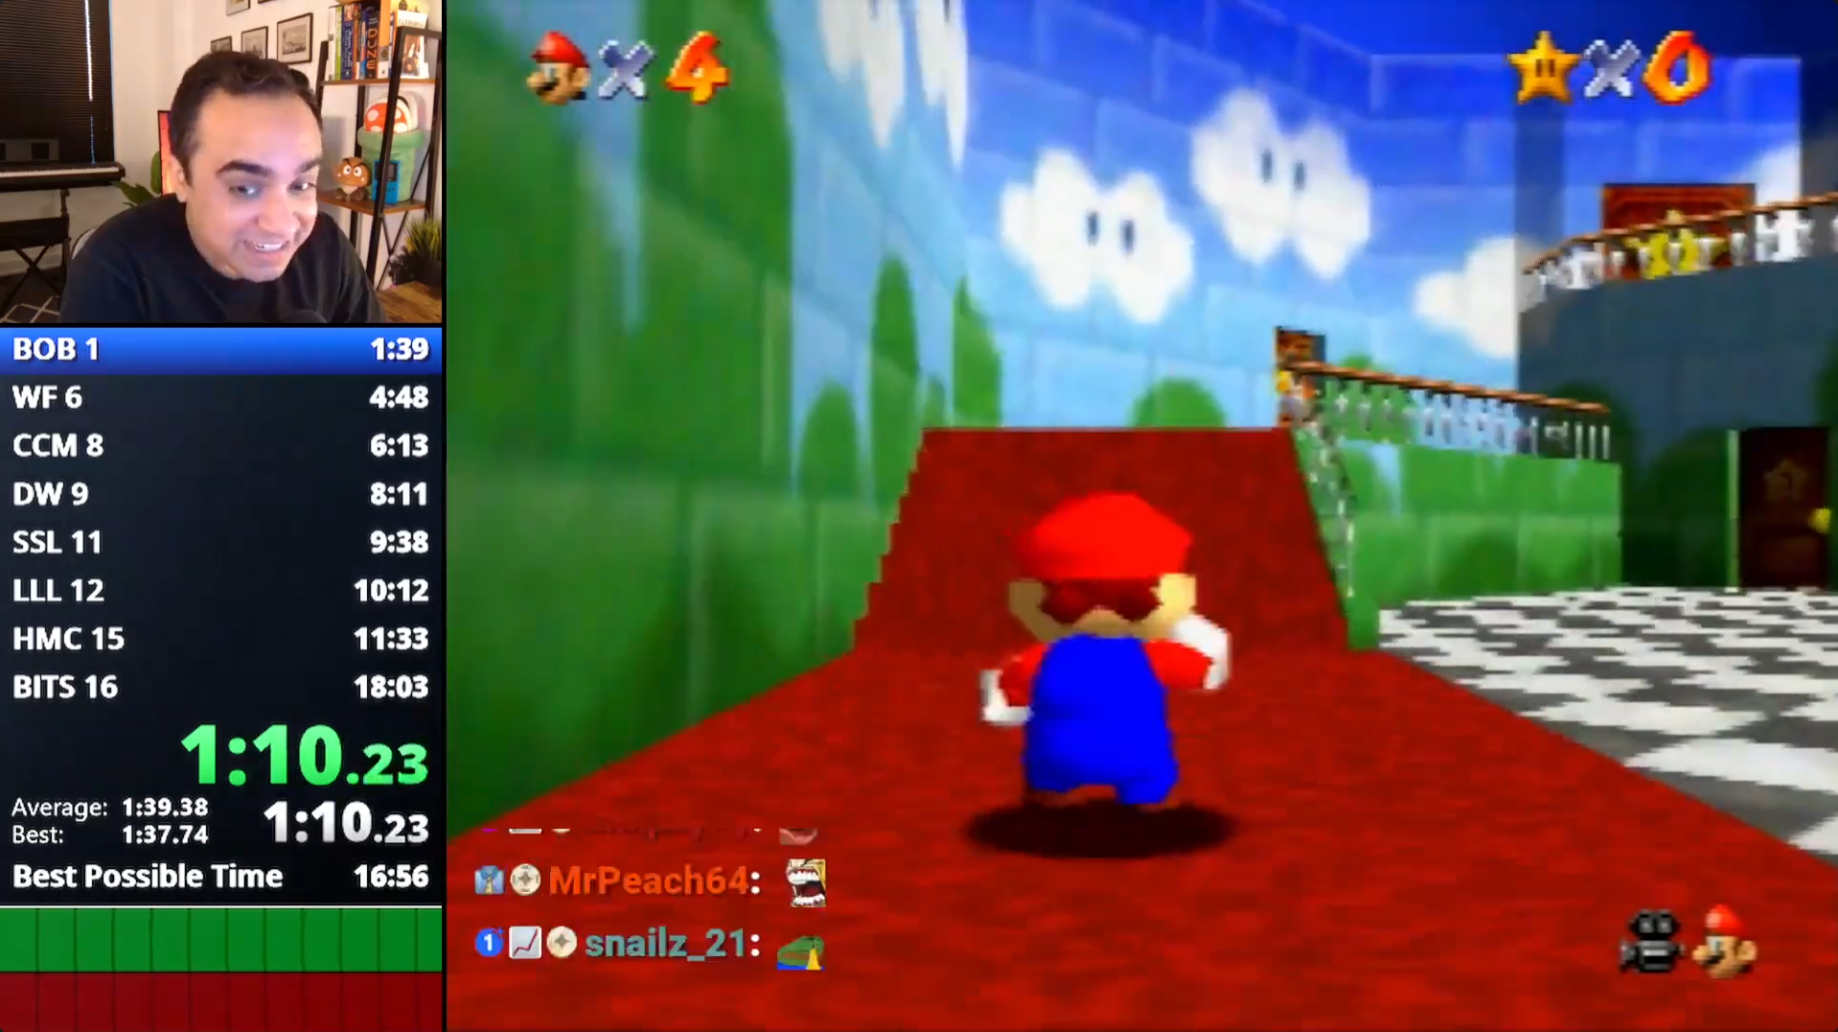 × 4
× 0
DUNE
BOB 1 1:39
WF 6 4:48
CCM 8 6:13
DW 9 8:11
SSL 11 9:38
LLL 12 10:12
HMC 15 11:33
BITS 16 18:03
1:10.23
Average: 1:39.38
Best: 1:37.74
1:10.23
Best Possible Time 16:56
MrPeach64:
1 snailz_21: